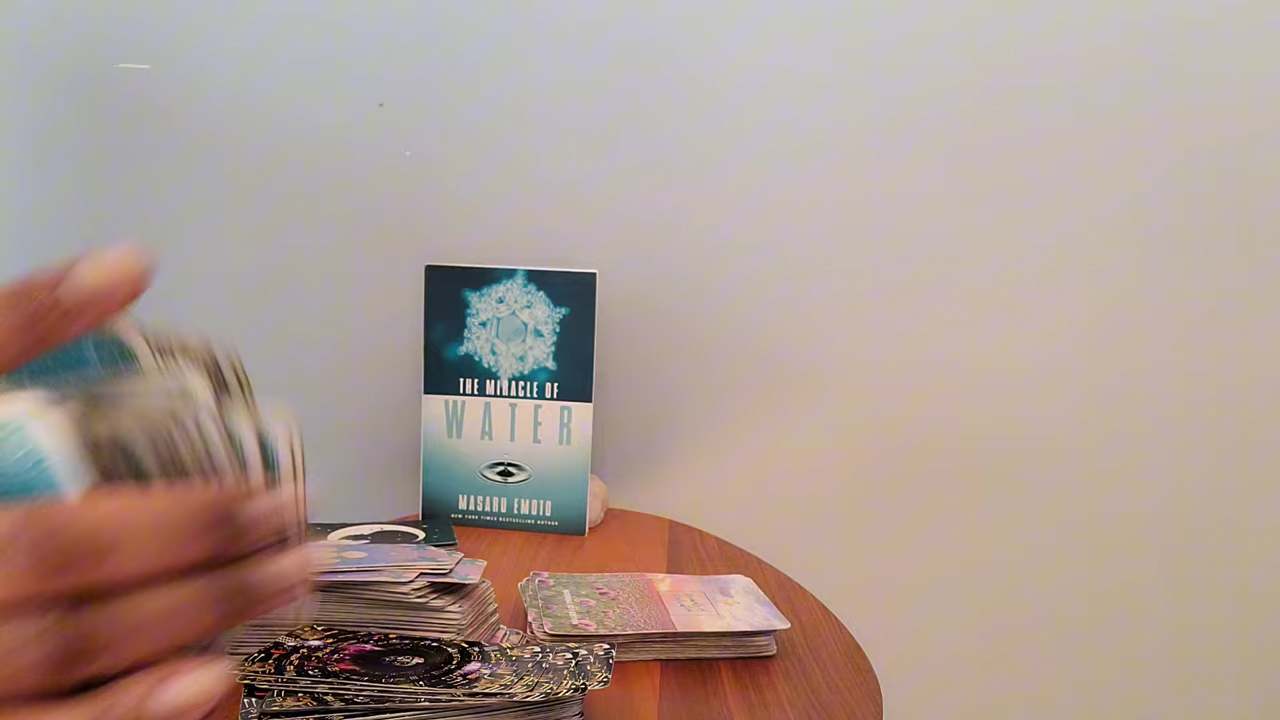 THE MIRACLE OF
WATER
MASARU EMOTO
NEW YORK TIMES BESTSELLING AUTHOR